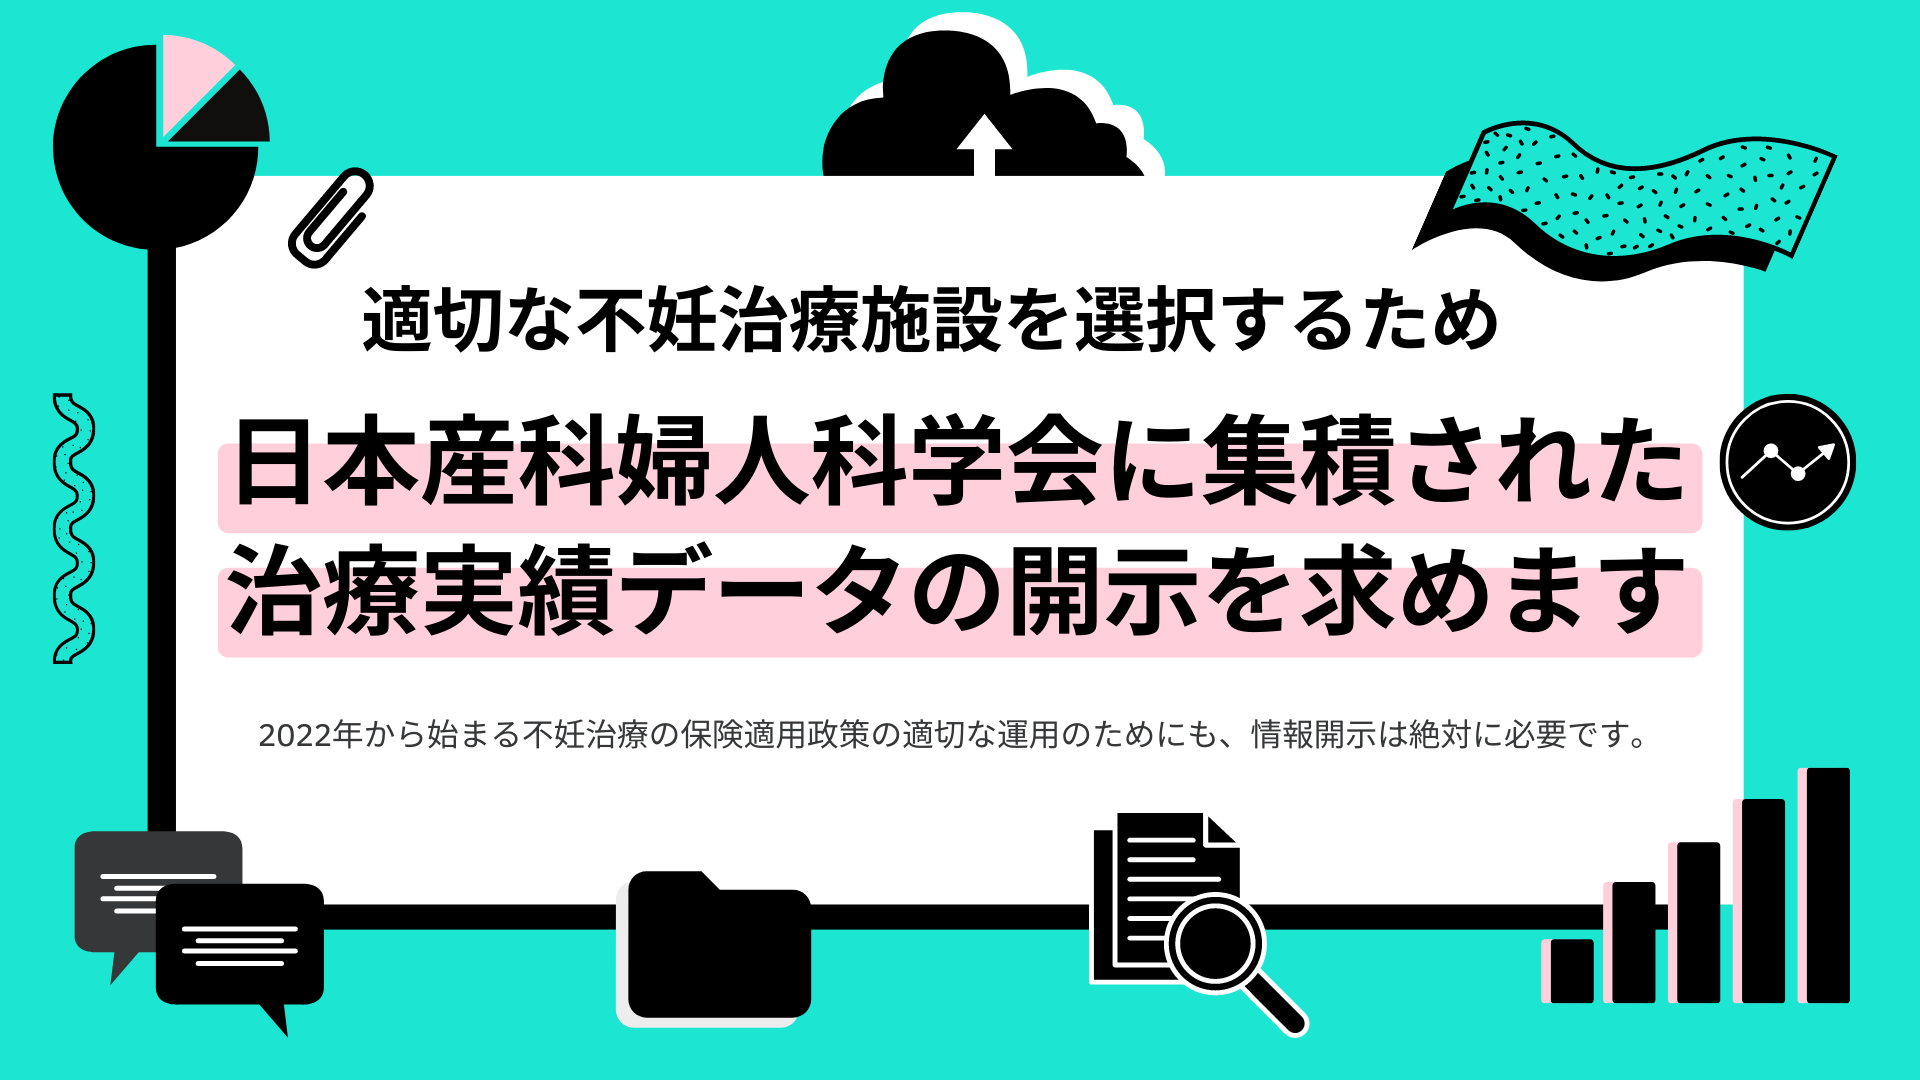 適切な不妊治療施設を選択するため
日本産科婦人科学会に集積された
治療実績データの開示を求めます
2022年から始まる不妊治療の保険適用政策の適切な運用のためにも、情報開示は絶対に必要です。